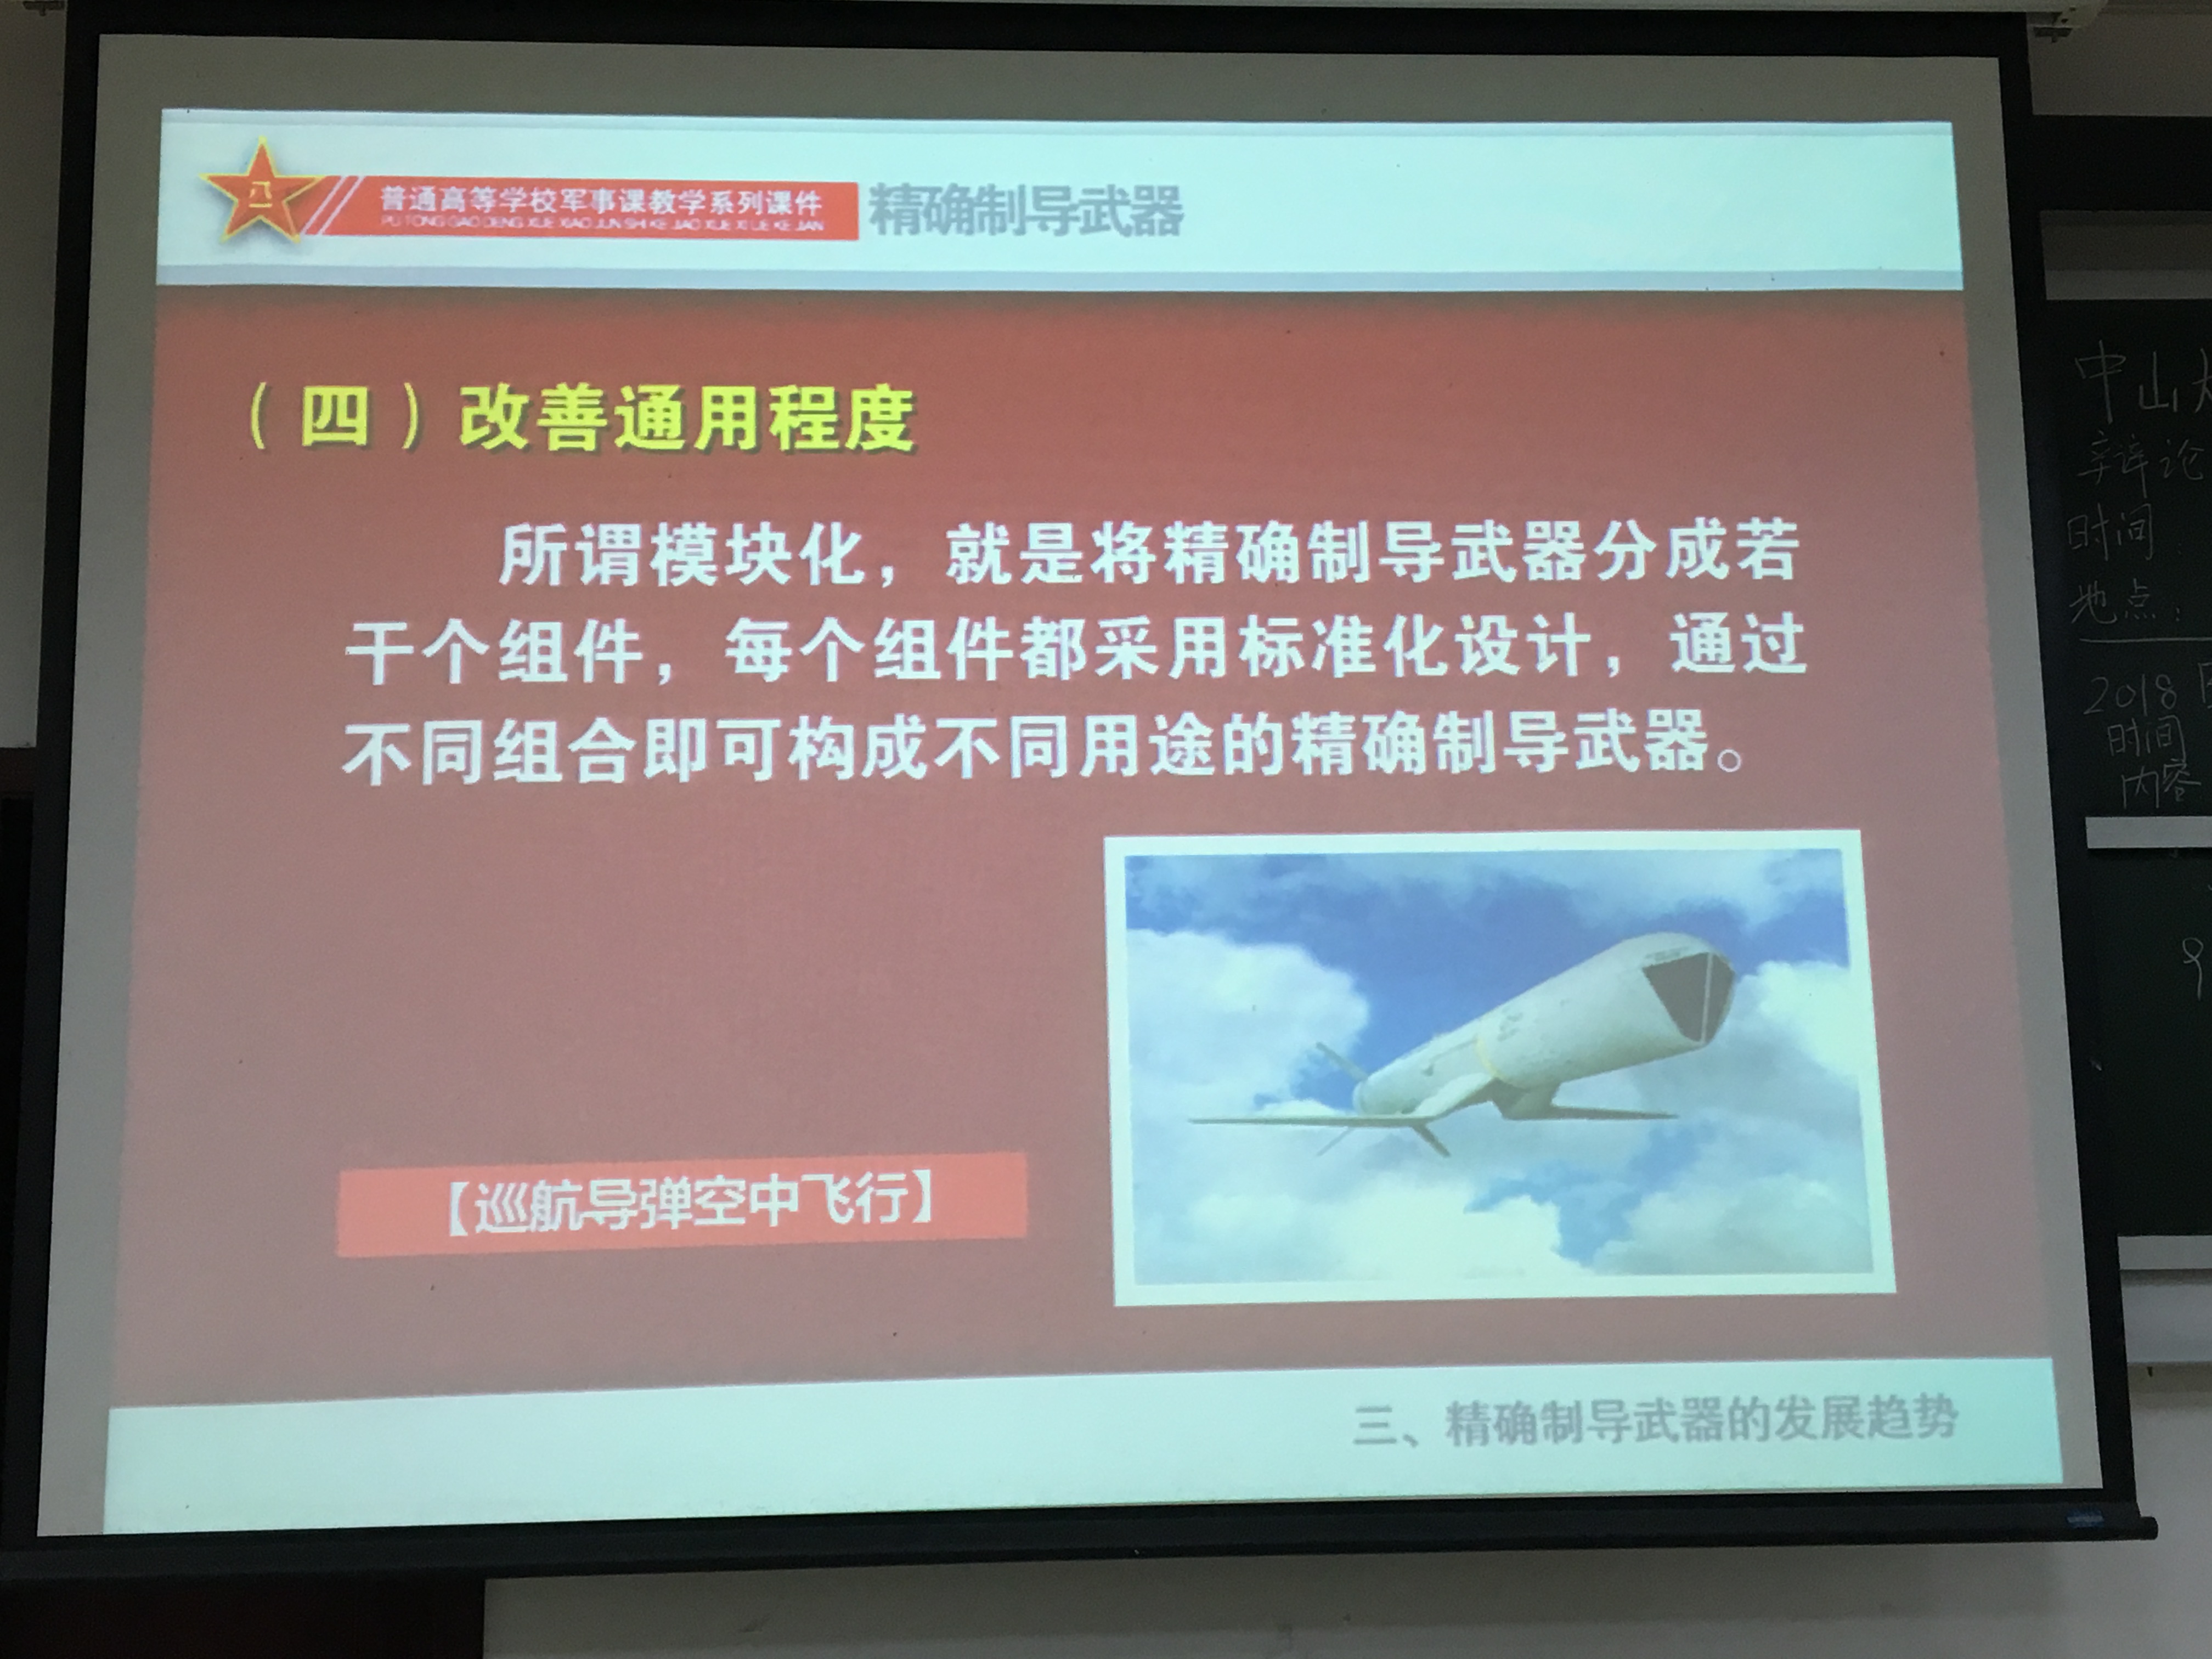 八一
普通高等学校军事课教学系列课件
PU TONG GAO DENG XUE XIAO JUN SHI KE JIAO XUE XI LIE KE JIAN
精确制导武器
（四）改善通用程度
所谓模块化，就是将精确制导武器分成若
干个组件，每个组件都采用标准化设计，通过
不同组合即可构成不同用途的精确制导武器。
【巡航导弹空中飞行】
三、精确制导武器的发展趋势
中山大
辩论
时间：
地点：
2018
时间
内容